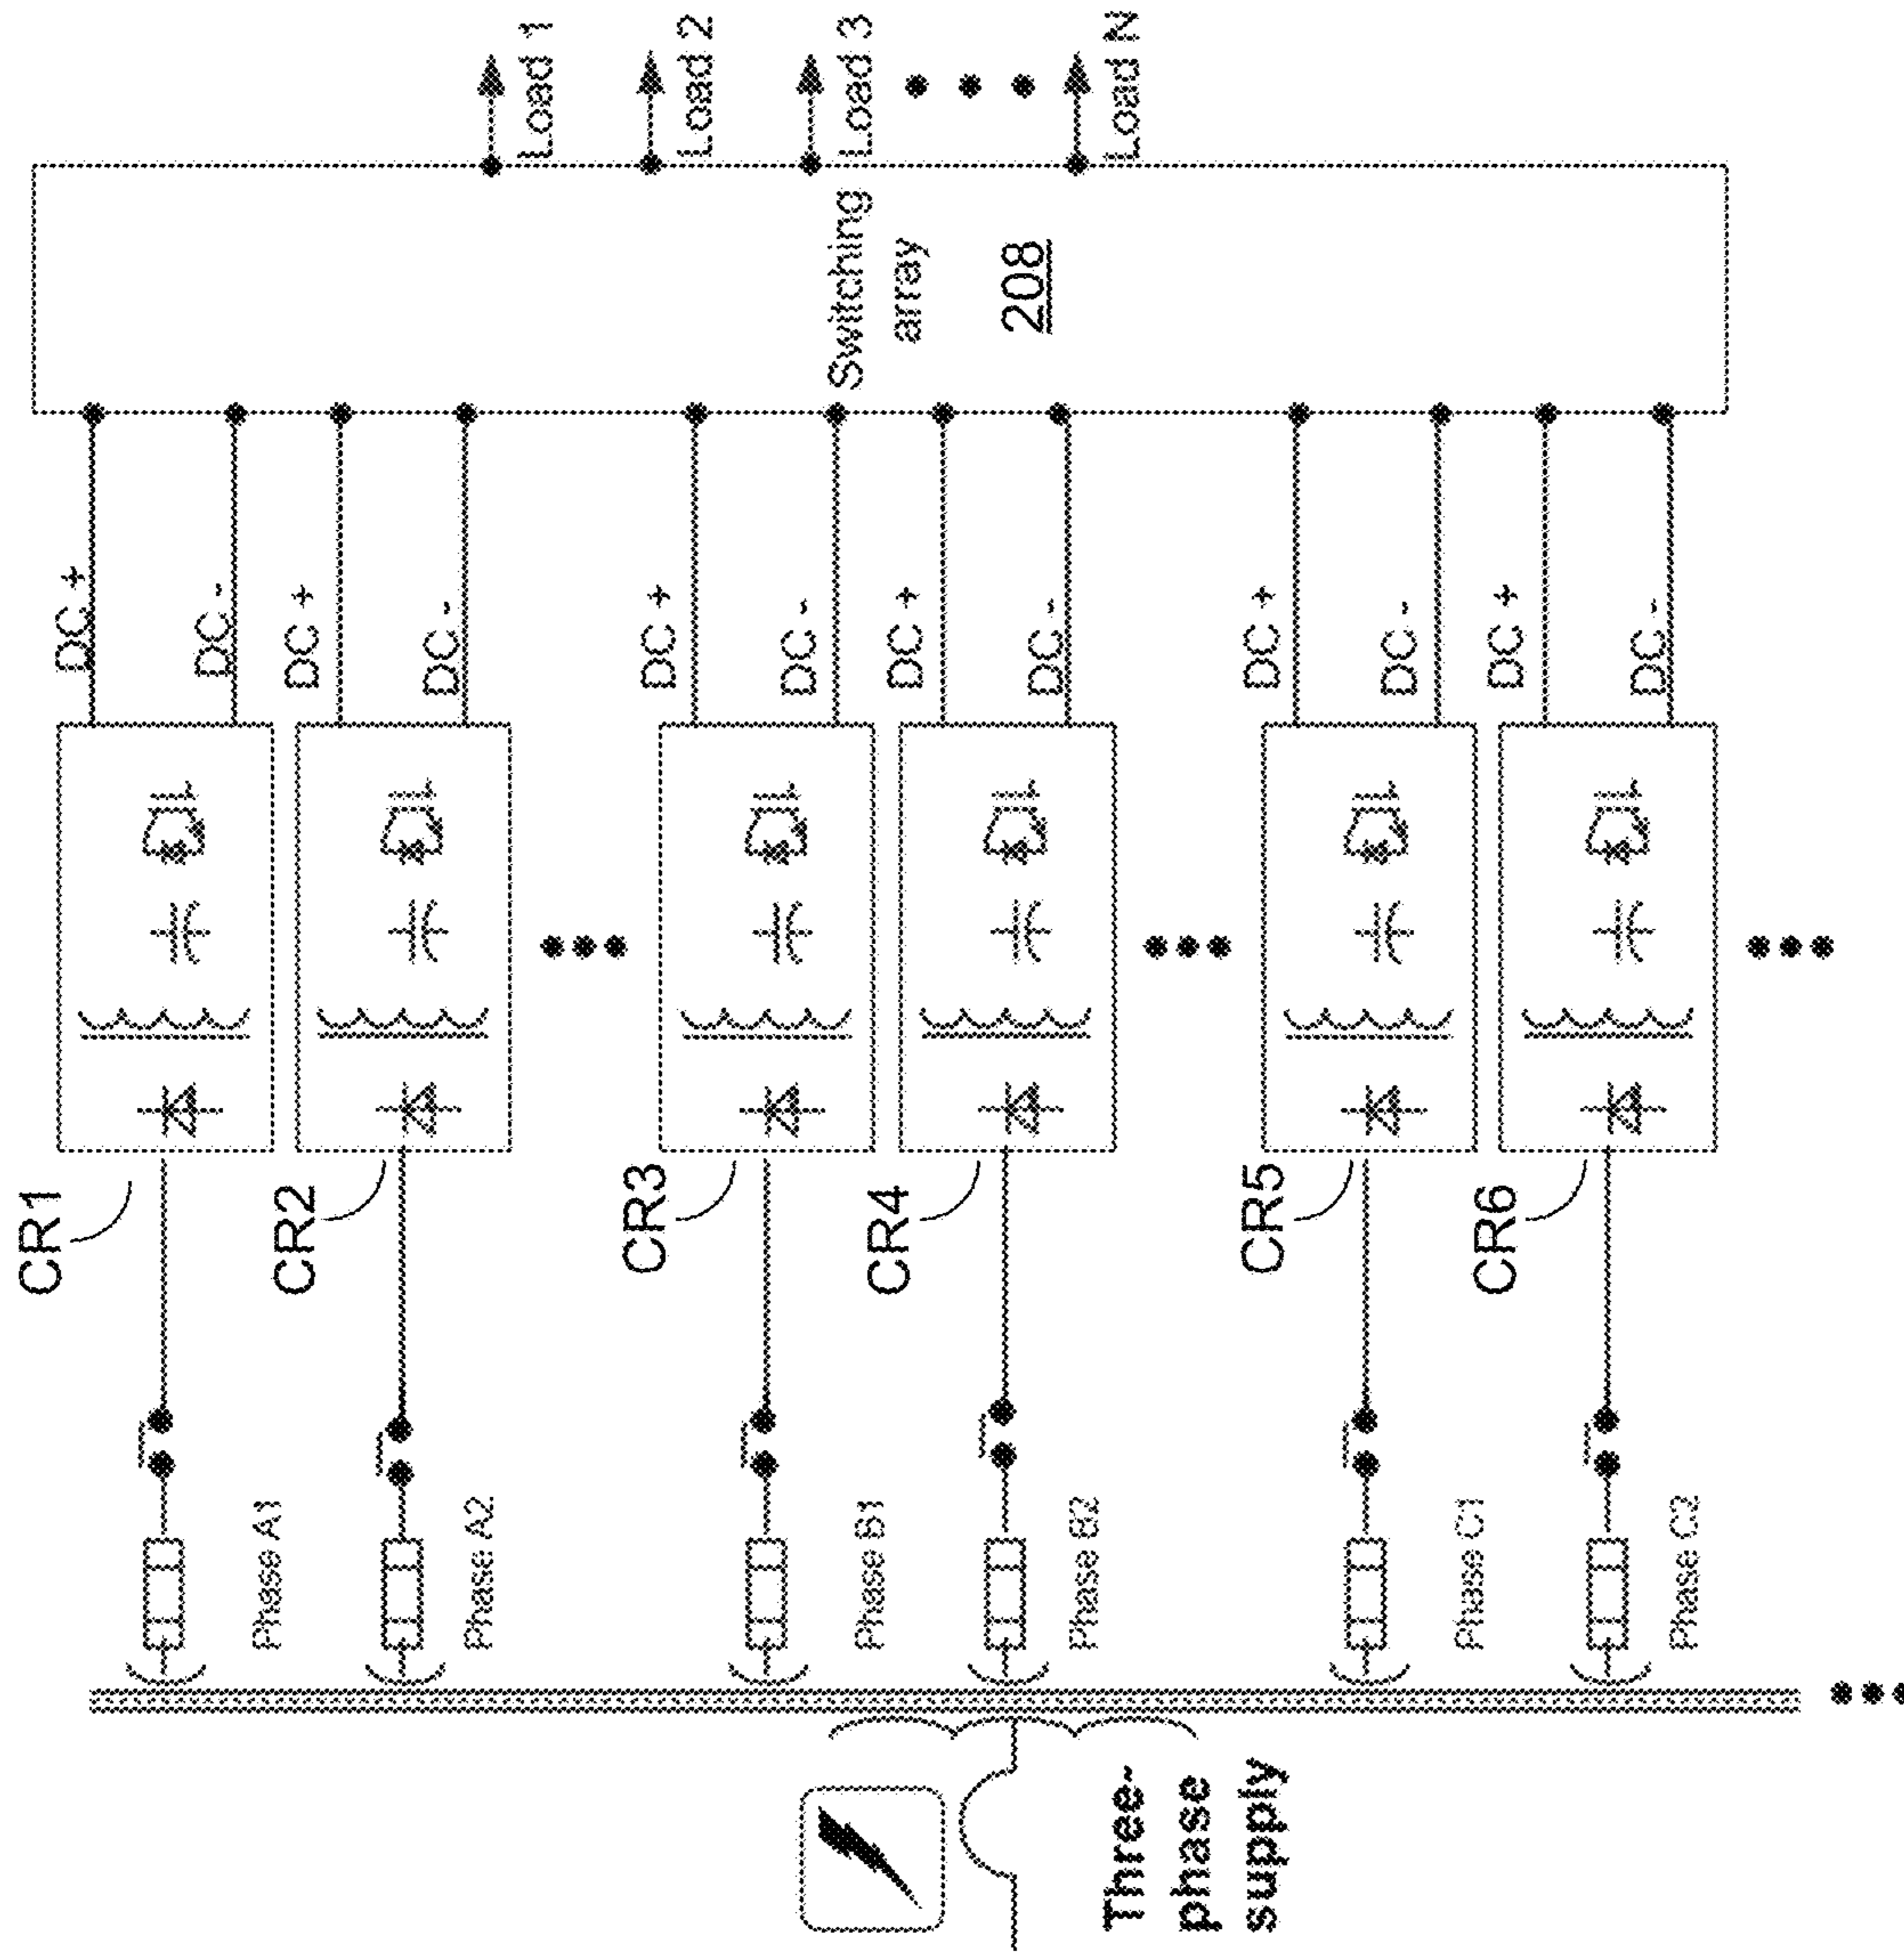 Three-
phase
supply
Phase A1
Phase A2
Phase B1
Phase B2
Phase C1
Phase C2
CR1
CR2
CR3
CR4
CR5
CR6
DC +
DC -
DC +
DC -
DC +
DC -
DC +
DC -
DC +
DC -
DC +
DC -
Switching
array
208
Load 1
Load 2
Load 3
Load N